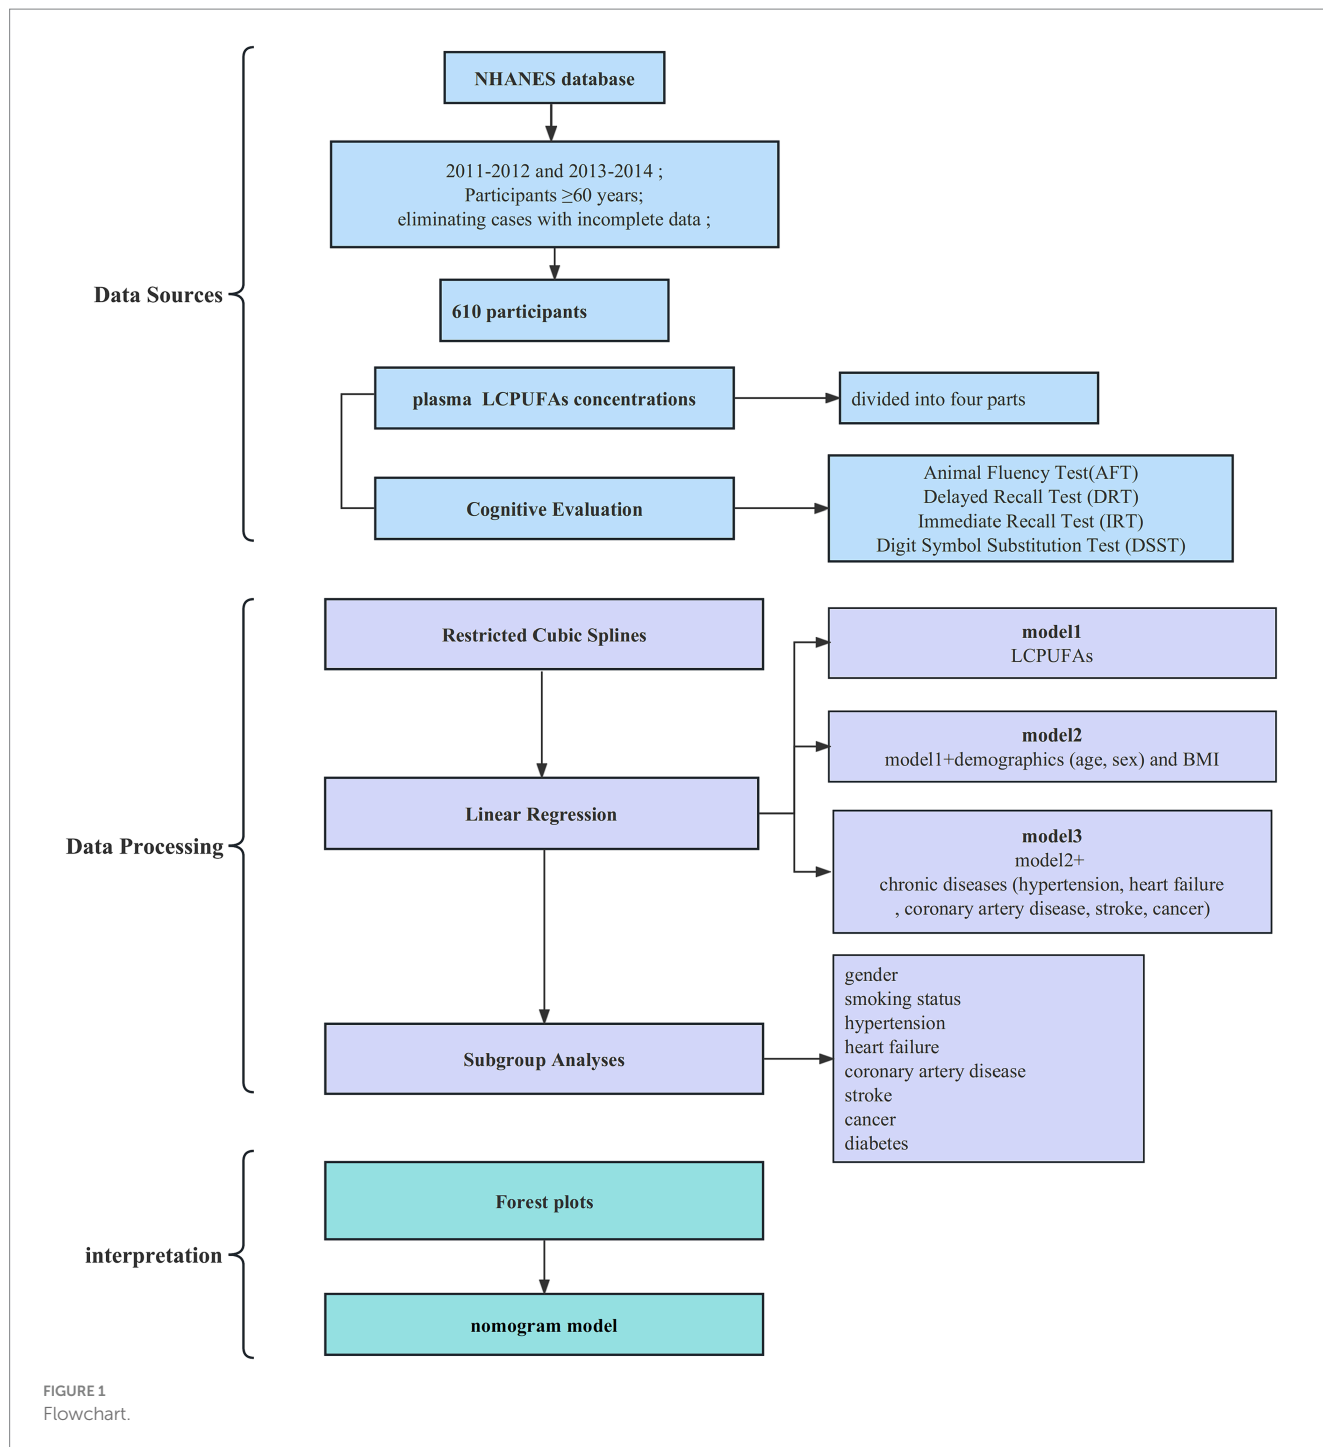 NHANES database
2011-2012 and 2013-2014 ;
Participants ≥60 years;
eliminating cases with incomplete data ;
Data Sources
610 participants
plasma LCPUFAs concentrations
divided into four parts
Cognitive Evaluation
Animal Fluency Test(AFT)
Delayed Recall Test (DRT)
Immediate Recall Test (IRT)
Digit Symbol Substitution Test (DSST)
Restricted Cubic Splines
model1
LCPUFAs
model2
model1+demographics (age, sex) and BMI
Linear Regression
Data Processing
model3
model2+
chronic diseases (hypertension, heart failure
, coronary artery disease, stroke, cancer)
Subgroup Analyses
gender
smoking status
hypertension
heart failure
coronary artery disease
stroke
cancer
diabetes
Forest plots
interpretation
nomogram model
FIGURE 1
Flowchart.